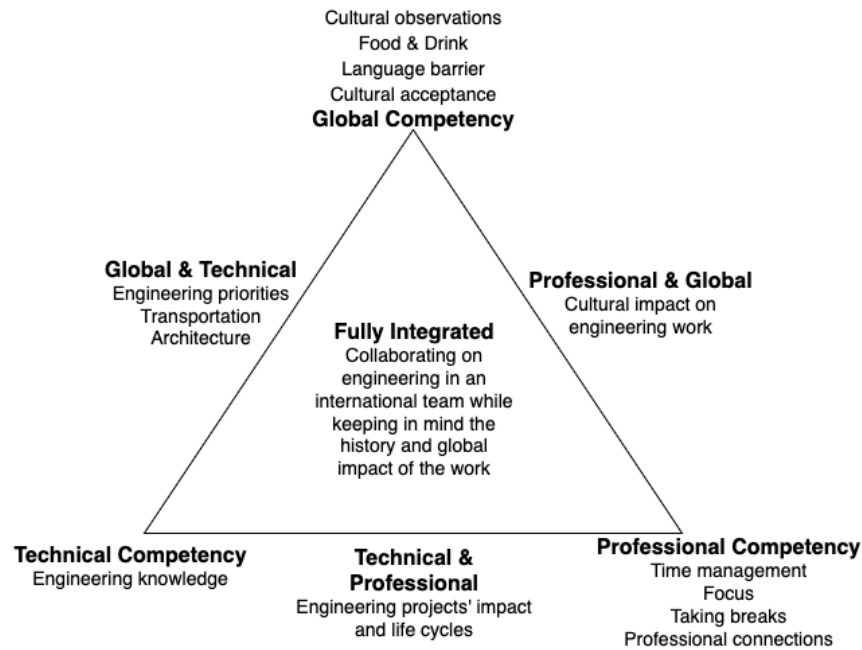 Cultural observations
Food & Drink
Language barrier
Cultural acceptance
Global Competency
Global & Technical
Engineering priorities
Transportation
Architecture
Professional & Global
Cultural impact on
engineering work
Fully Integrated
Collaborating on
engineering in an
international team while
keeping in mind the
history and global
impact of the work
Technical Competency
Engineering knowledge
Technical &
Professional
Engineering projects' impact
and life cycles
Professional Competency
Time management
Focus
Taking breaks
Professional connections